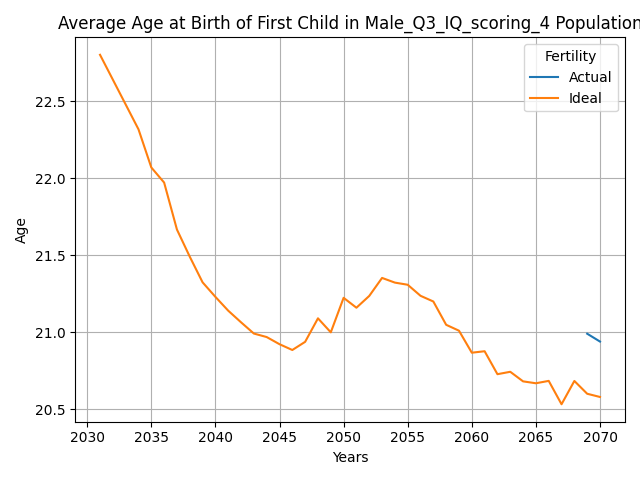 Average Age at Birth of First Child in Male_Q3_IQ_scoring_4 Population
Fertility
Actual
Ideal
22.5
22.0
21.5
21.0
20.5
Age
2030 2035 2040 2045 2050 2055 2060 2065 2070
Years